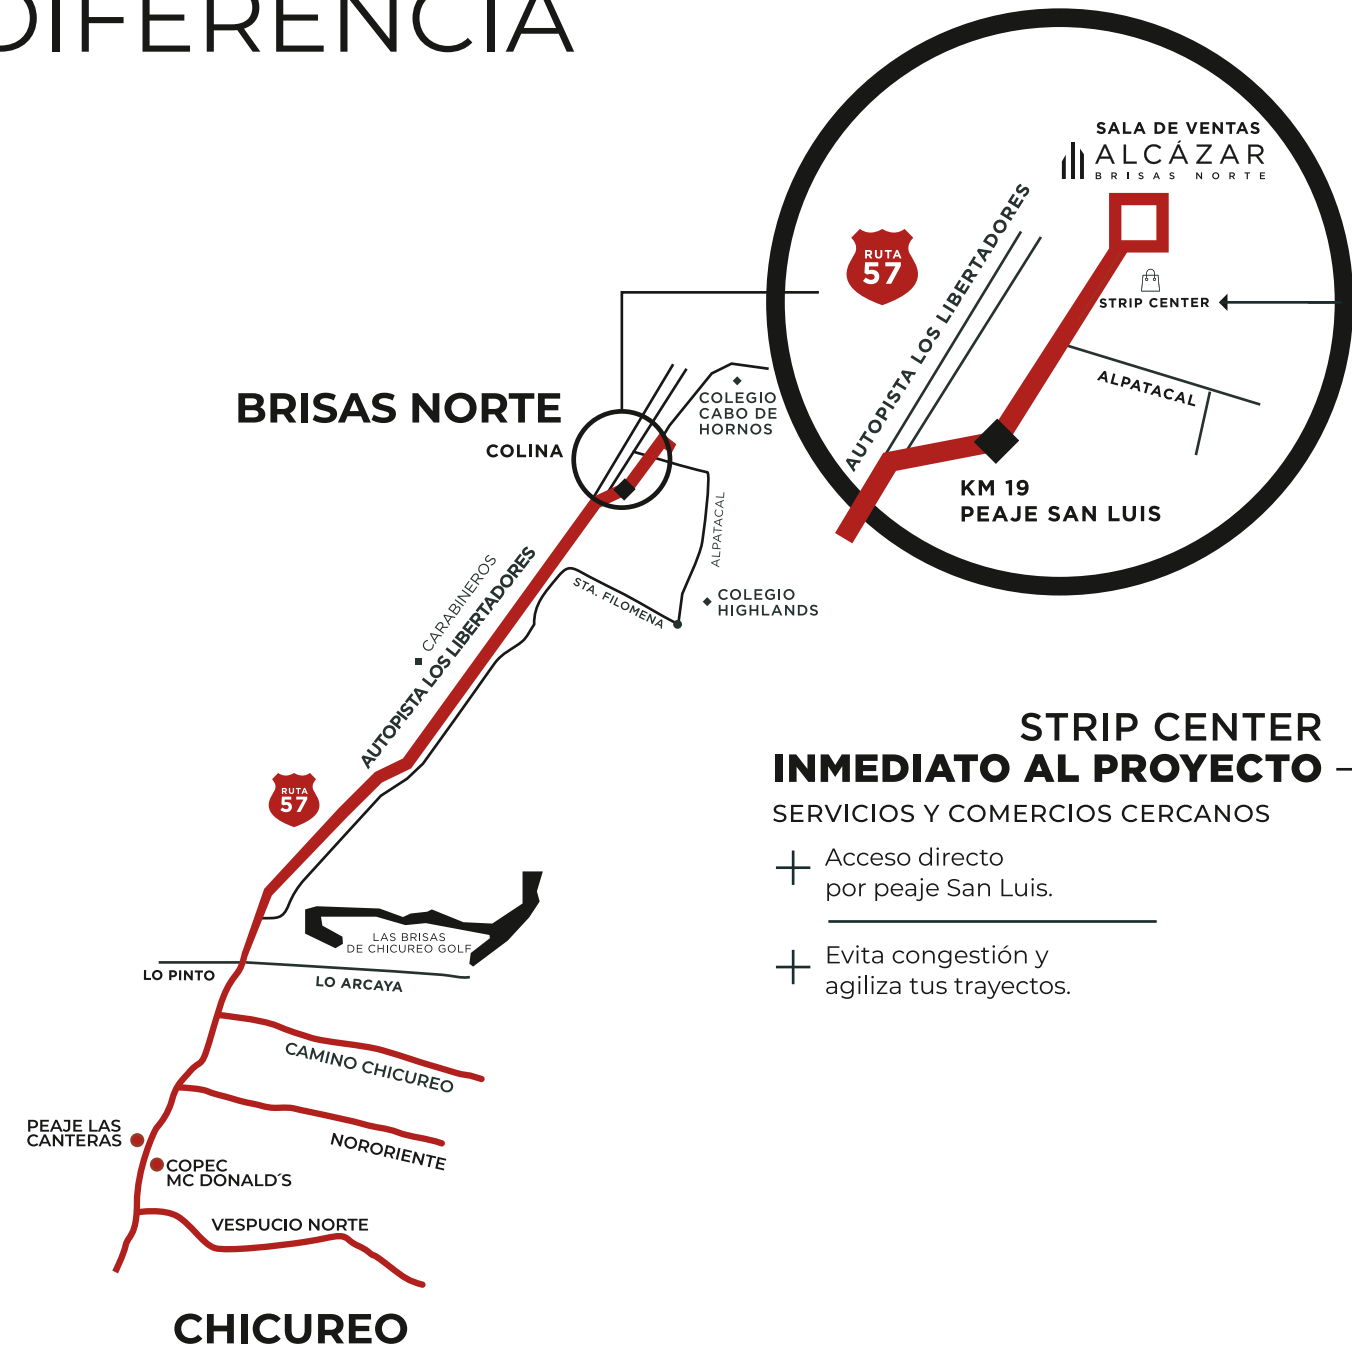 DIFERENCIA
SALA DE VENTAS
ALCÁZAR
BRISAS NORTE
RUTA
57
AUTOPISTA LOS LIBERTADORES
STRIP CENTER
ALPATACAL
KM 19
PEAJE SAN LUIS
BRISAS NORTE
COLINA
COLEGIO
CABO DE
HORNOS
ALPATACAL
STA. FILOMENA
COLEGIO
HIGHLANDS
CARABINEROS
AUTOPISTA LOS LIBERTADORES
RUTA
57
STRIP CENTER
INMEDIATO AL PROYECTO
SERVICIOS Y COMERCIOS CERCANOS
Acceso directo
por peaje San Luis.
Evita congestión y
agiliza tus trayectos.
LAS BRISAS
DE CHICUREO GOLF
LO PINTO
LO ARCAYA
CAMINO CHICUREO
NORORIENTE
PEAJE LAS
CANTERAS
COPEC
MC DONALD´S
VESPUCIO NORTE
CHICUREO